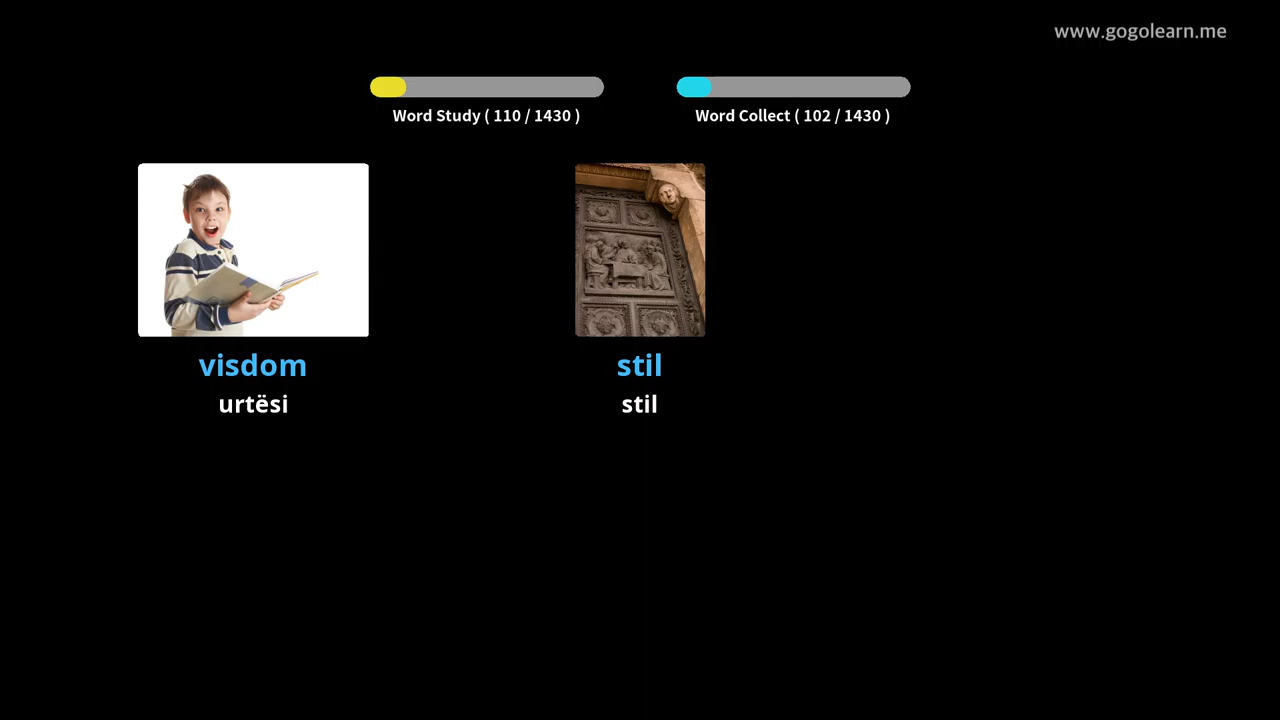 www.gogolearn.me
Word Study ( 110 / 1430 )
Word Collect ( 102 / 1430 )
visdom
urtësi
stil
stil